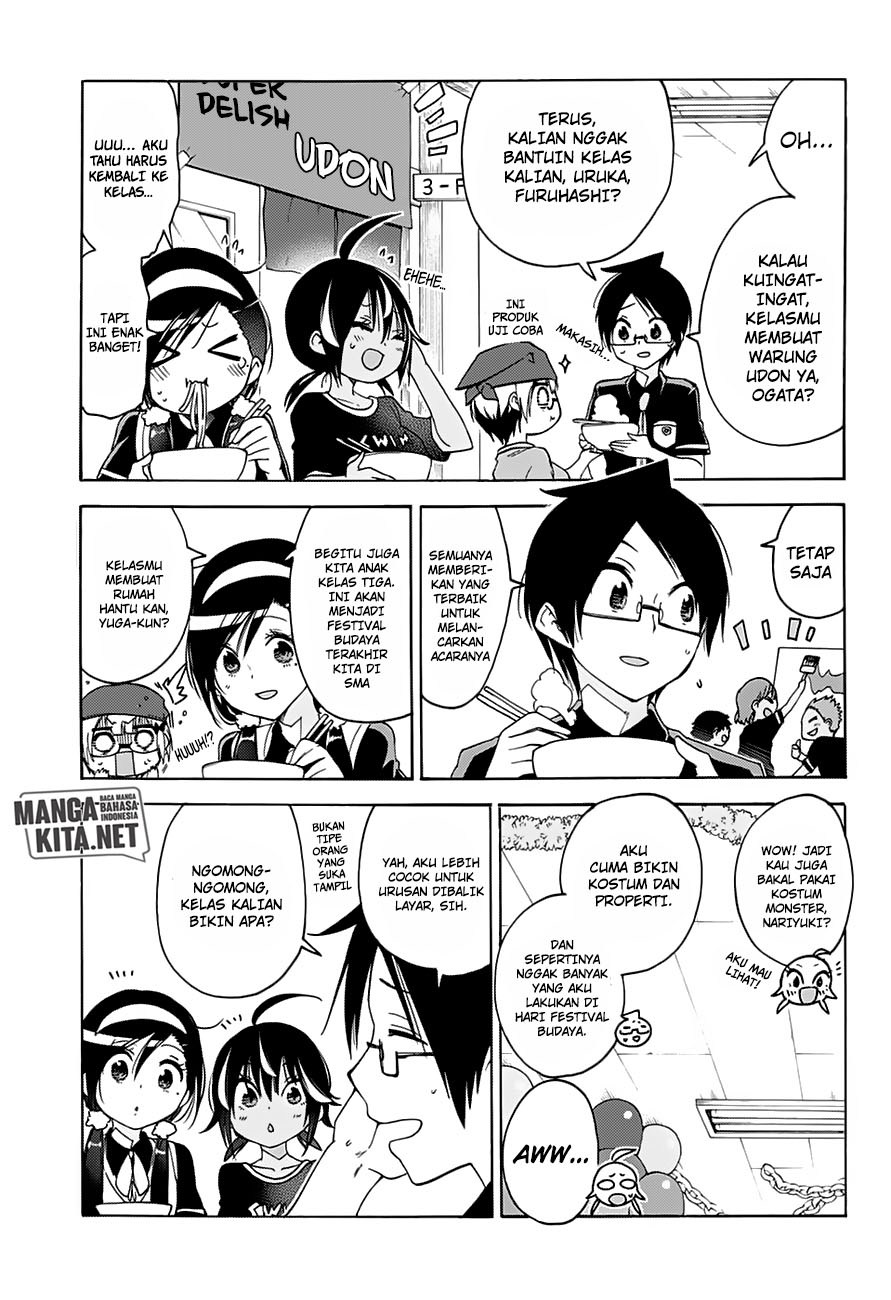 OH...
KALAU
KUINGAT-
INGAT,
KELASMU
MEMBUAT
WARUNG
UDON YA,
OGATA?
TERUS,
KALIAN NGGAK
BANTUIN KELAS
KALIAN, URUKA,
FURUHASHI?
MAKASIH...
INI
PRODUK
UJI COBA
3-F
DELISH
UDON
EHEHE...
UUU... AKU
TAHU HARUS
KEMBALI KE
KELAS...
TAPI
INI ENAK
BANGET!
TETAP
SAJA
SEMUANYA
MEMBERI-
KAN YANG
TERBAIK
UNTUK
MELAN-
CARKAN
ACARANYA
BEGITU JUGA
KITA ANAK
KELAS TIGA.
INI AKAN
MENJADI
FESTIVAL
BUDAYA
TERAKHIR
KITA DI
SMA
KELASMU
MEMBUAT
RUMAH
HANTU KAN,
YUGA-KUN?
HUUUH!?
WOW! JADI
KAU JUGA
BAKAL PAKAI
KOSTUM
MONSTER,
NARIYUKI?
AKU MAU
LIHAT!
AKU
CUMA BIKIN
KOSTUM DAN
PROPERTI.
DAN
SEPERTINYA
NGGAK BANYAK
YANG AKU
LAKUKAN DI
HARI FESTIVAL
BUDAYA.
AWW...
YAH, AKU LEBIH
COCOK UNTUK
URUSAN DIBALIK
LAYAR, SIH.
BUKAN
TIPE
ORANG
YANG
SUKA
TAMPIL
NGOMONG-
NGOMONG,
KELAS KALIAN
BIKIN APA?
MANGA
KITA.NET
BACA MANGA
BAHASA
INDONESIA